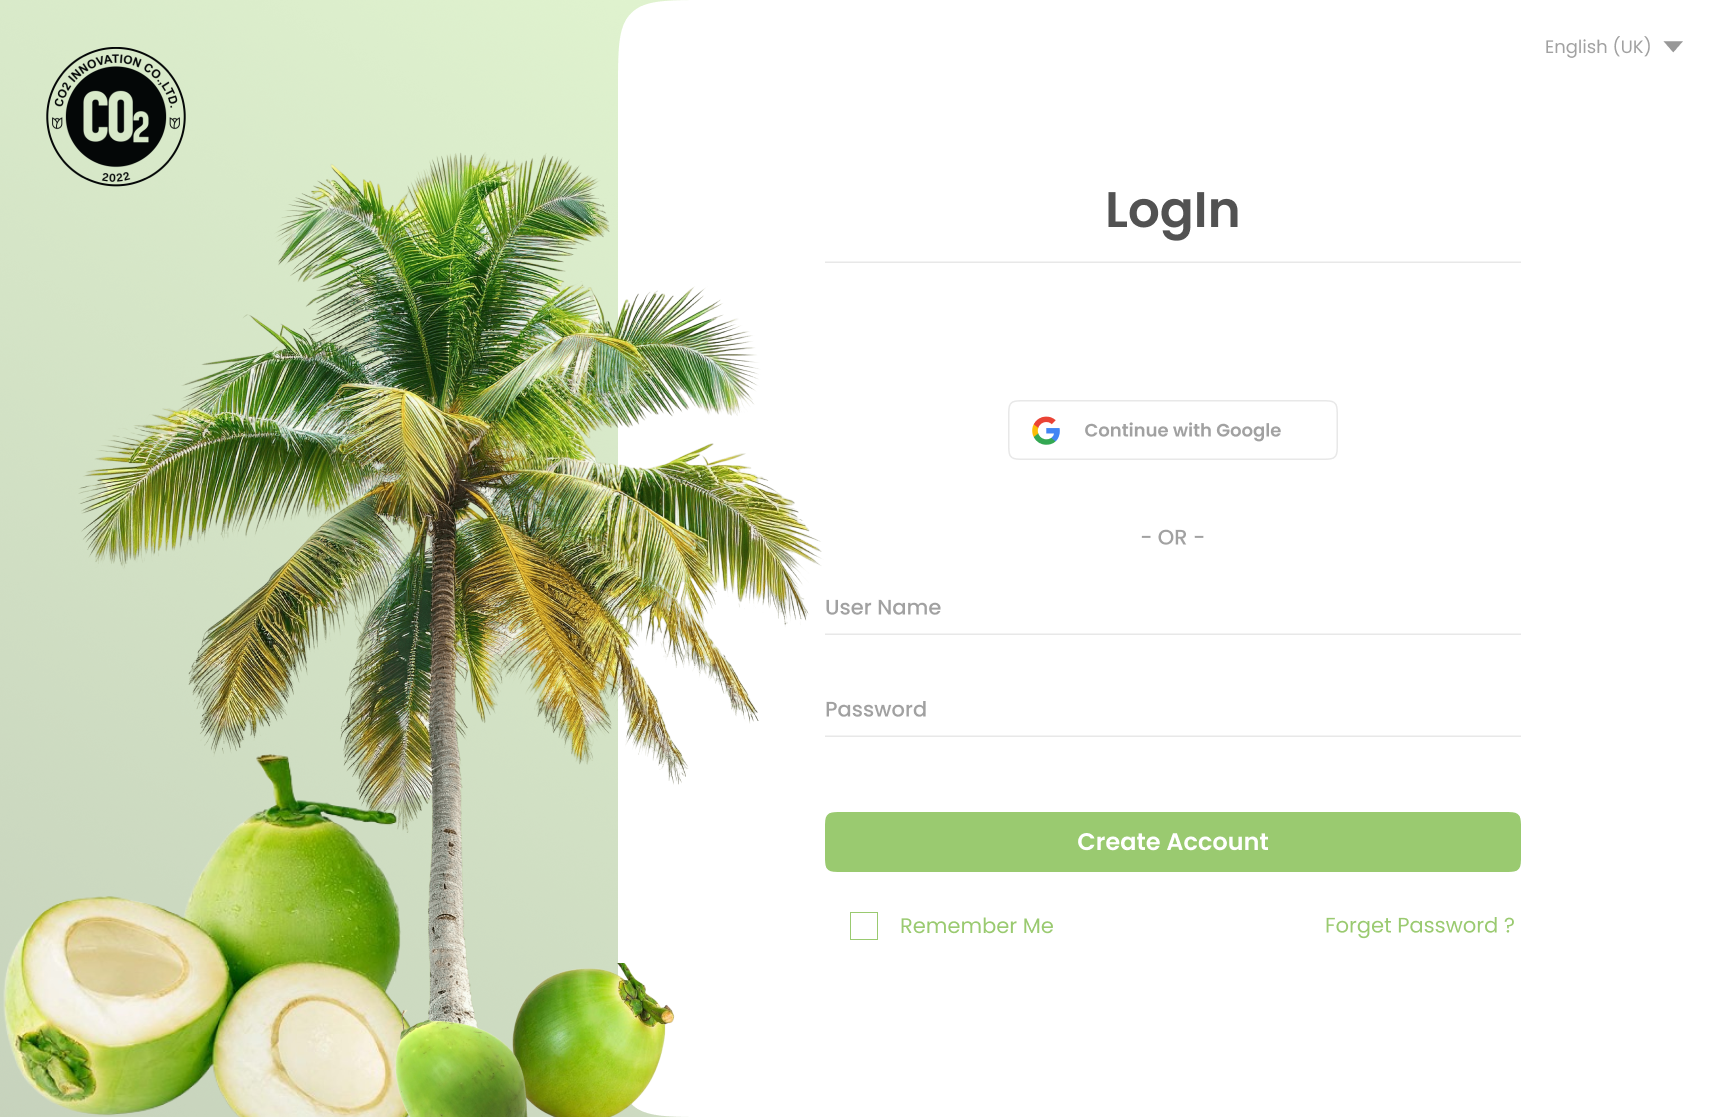 CO2 INNOVATION CO.,LTD.
CO2
2022
English (UK)
LogIn
Continue with Google
- OR -
User Name
Password
Create Account
Remember Me
Forget Password ?